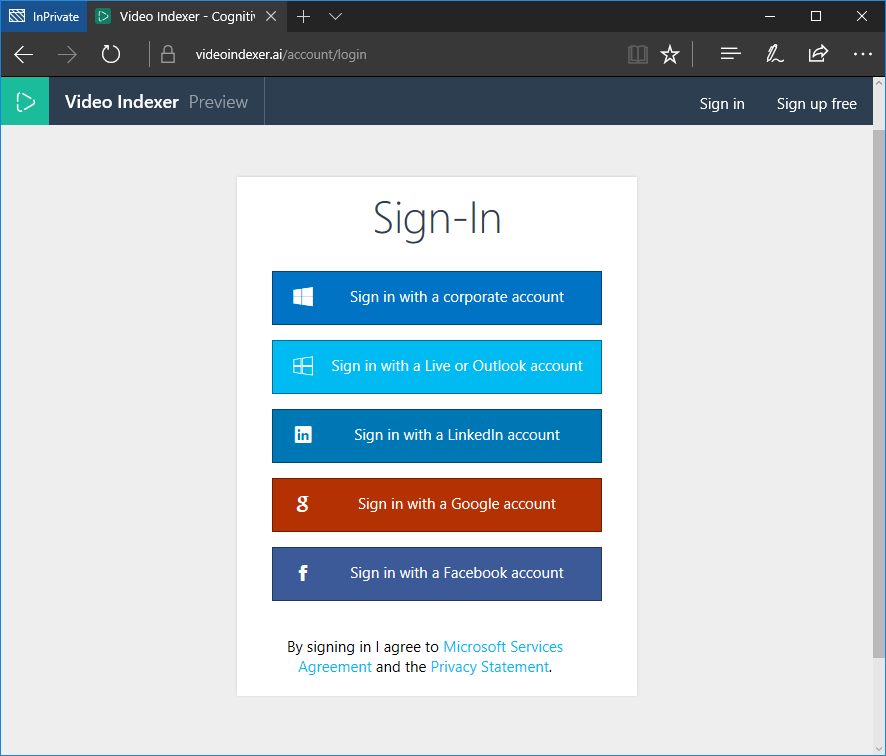 InPrivate
Video Indexer - Cognitiv
videoindexer.ai/account/login
Video Indexer Preview
Sign in
Sign up free
Sign-In
Sign in with a corporate account
Sign in with a Live or Outlook account
in
Sign in with a LinkedIn account
g
Sign in with a Google account
f
Sign in with a Facebook account
By signing in I agree to Microsoft Services
Agreement and the Privacy Statement.